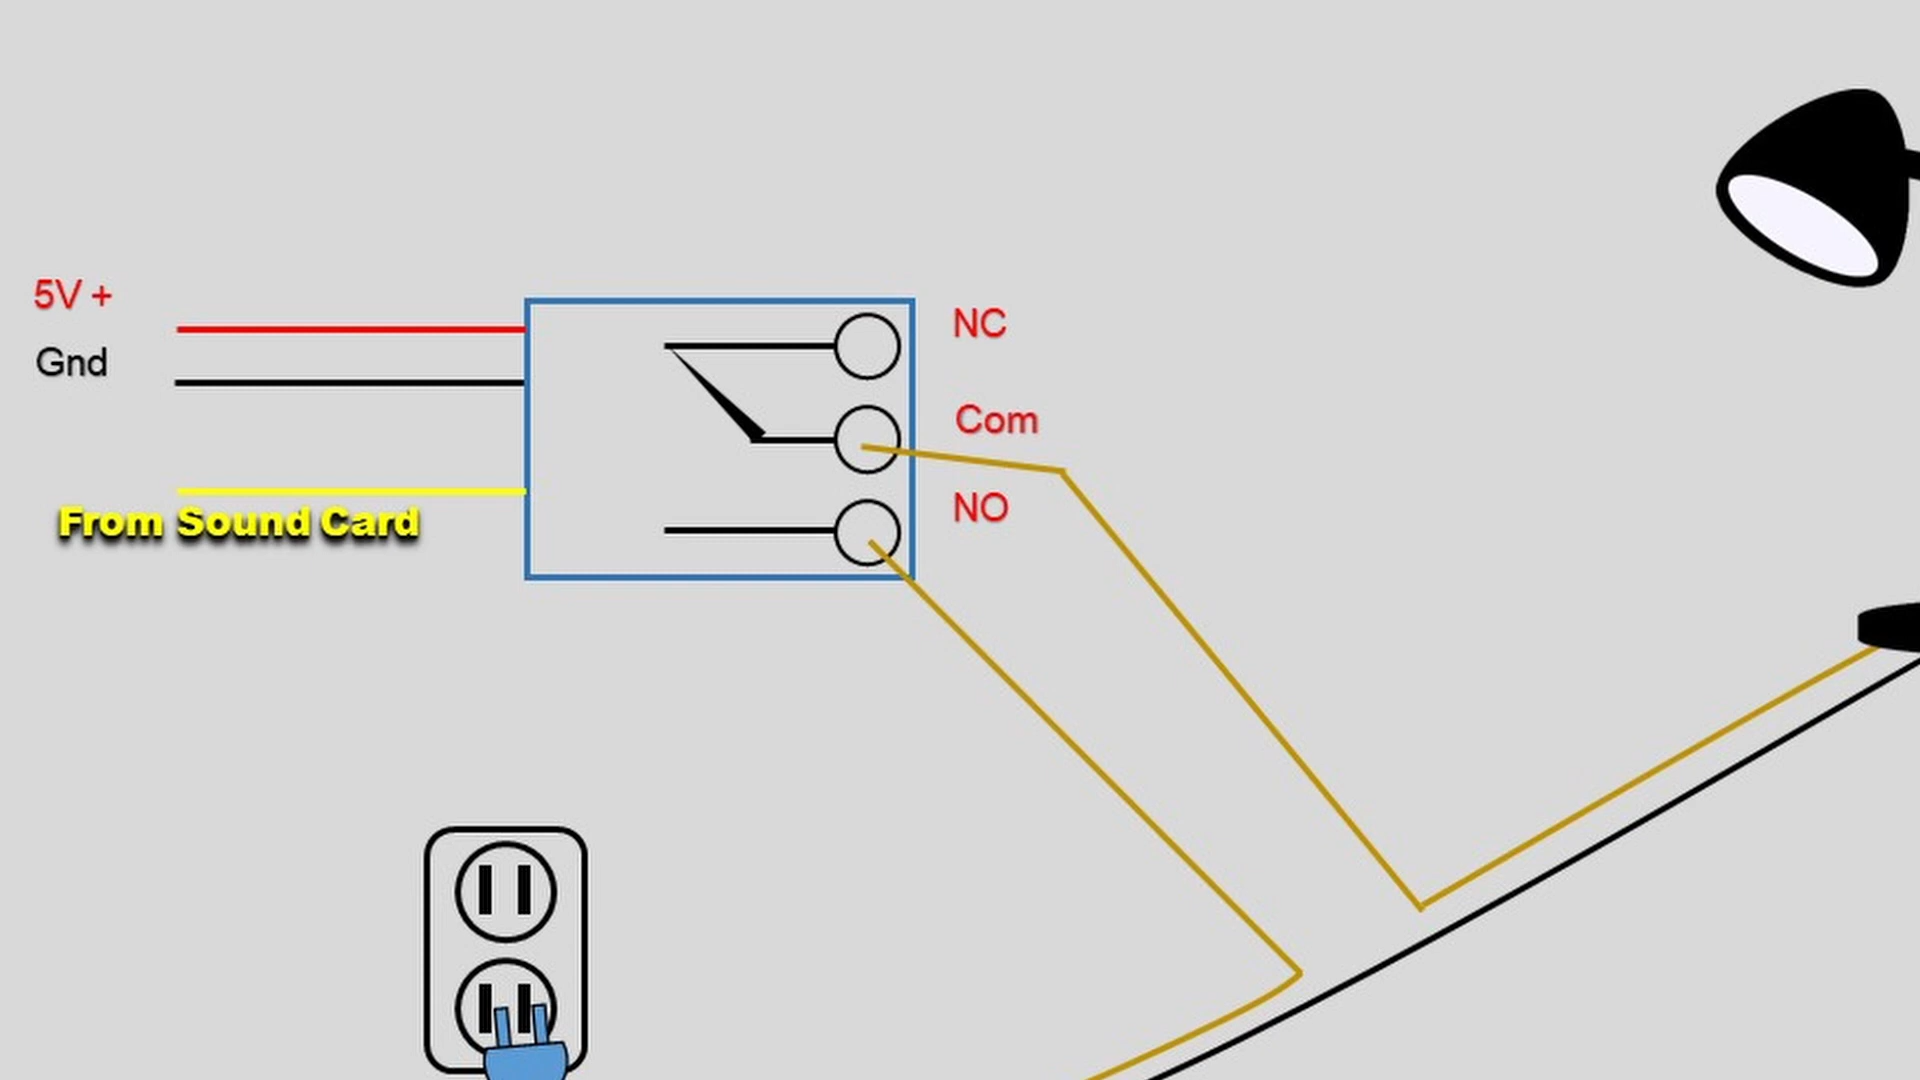 5V +
Gnd
From Sound Card
NC
Com
NO